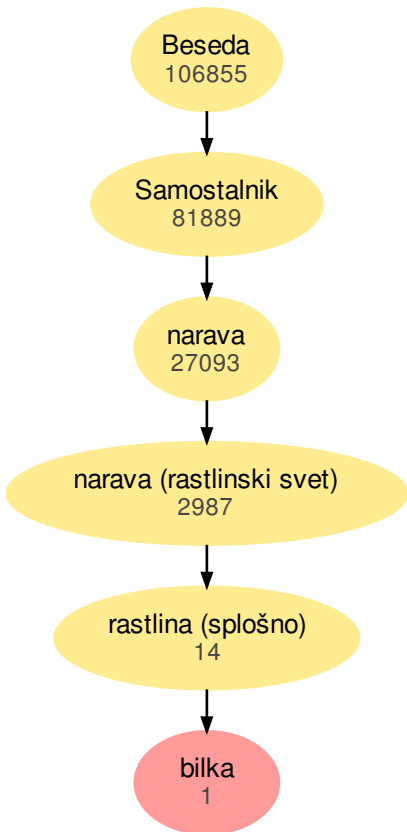 Beseda
106855
Samostalnik
81889
narava
27093
narava (rastlinski svet)
2987
rastlina (splošno)
14
bilka
1